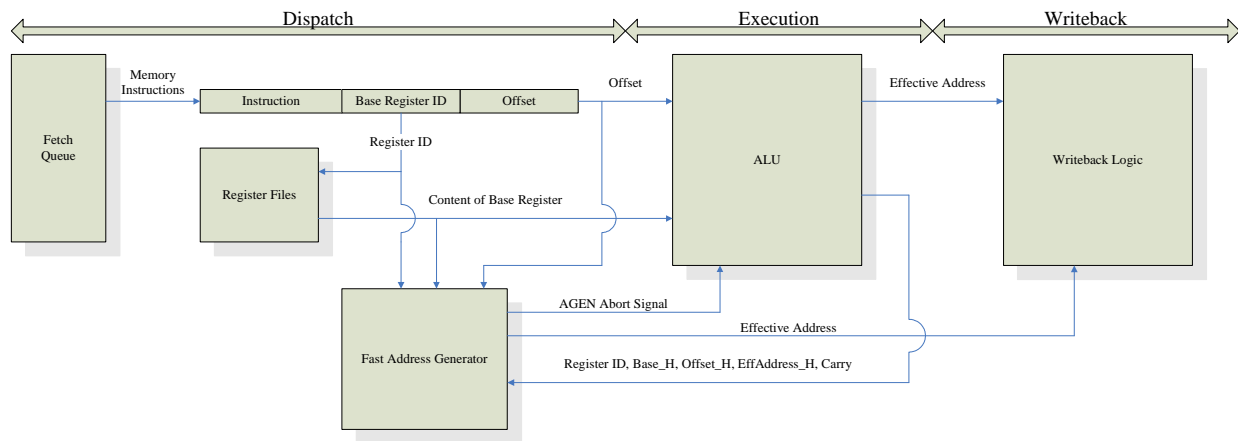 Dispatch
Execution
Writeback
Memory
Instructions
Offset
Effective Address
Instruction
Base Register ID
Offset
Fetch
Queue
Register ID
ALU
Writeback Logic
Register Files
Content of Base Register
AGEN Abort Signal
Effective Address
Fast Address Generator
Register ID, Base_H, Offset_H, EffAddress_H, Carry